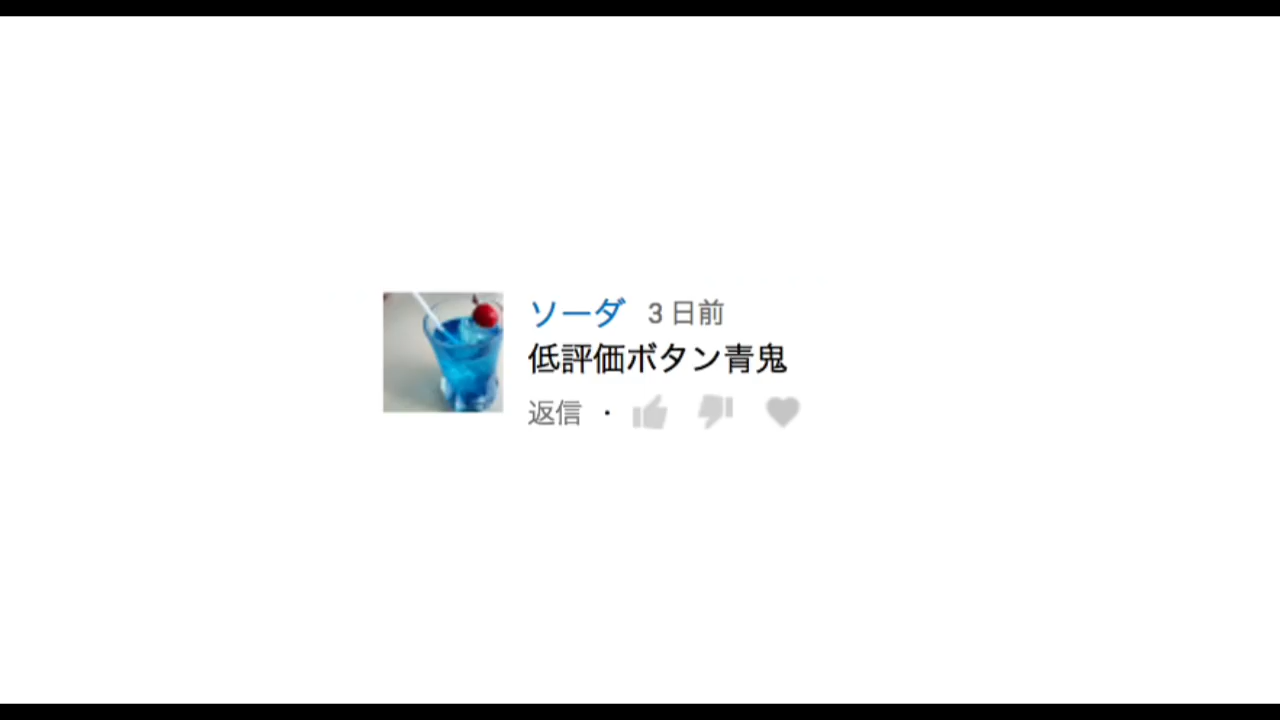 ソーダ 3 日前
低評価ボタン青鬼
返信 ・